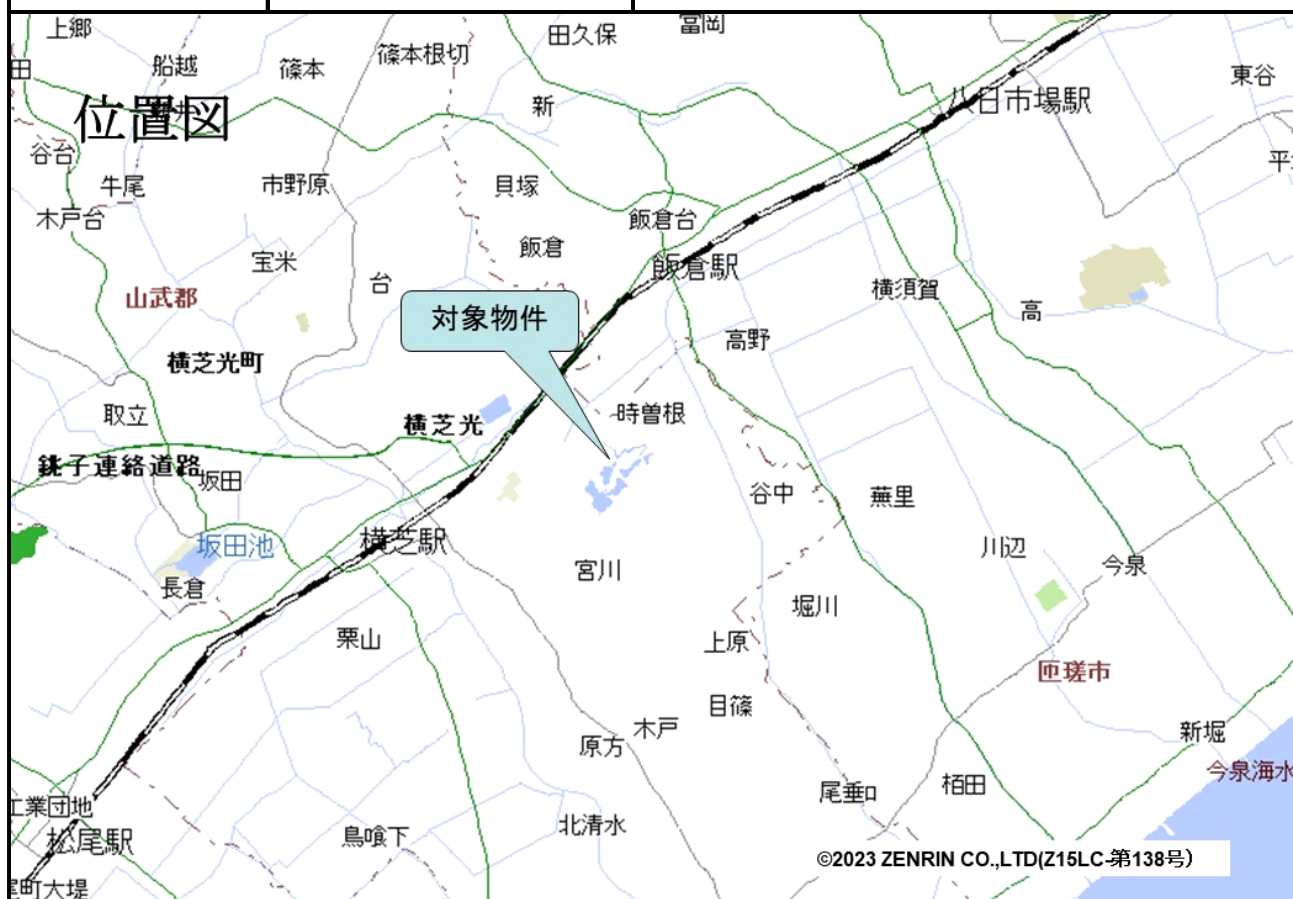 上郷
船越
篠本
篠本根切
田久保
富岡
東谷
田
位置図
新
八日市場駅
谷台
牛尾
市野原
貝塚
木戸台
飯倉台
宝米
飯倉
飯倉駅
台
山武郡
横須賀
対象物件
高
高野
横芝光町
取立
横芝光
時曽根
銚子連絡道路
坂田
谷中
蕪里
坂田池
横芝駅
川辺
長倉
宮川
今泉
堀川
栗山
上原
匝瑳市
目篠
木戸
原方
新堀
今泉海水
尾垂口
栢田
工業団地
松尾駅
鳥喰下
北清水
©2023 ZENRIN CO.,LTD(Z15LC-第138号)
尾町大堤